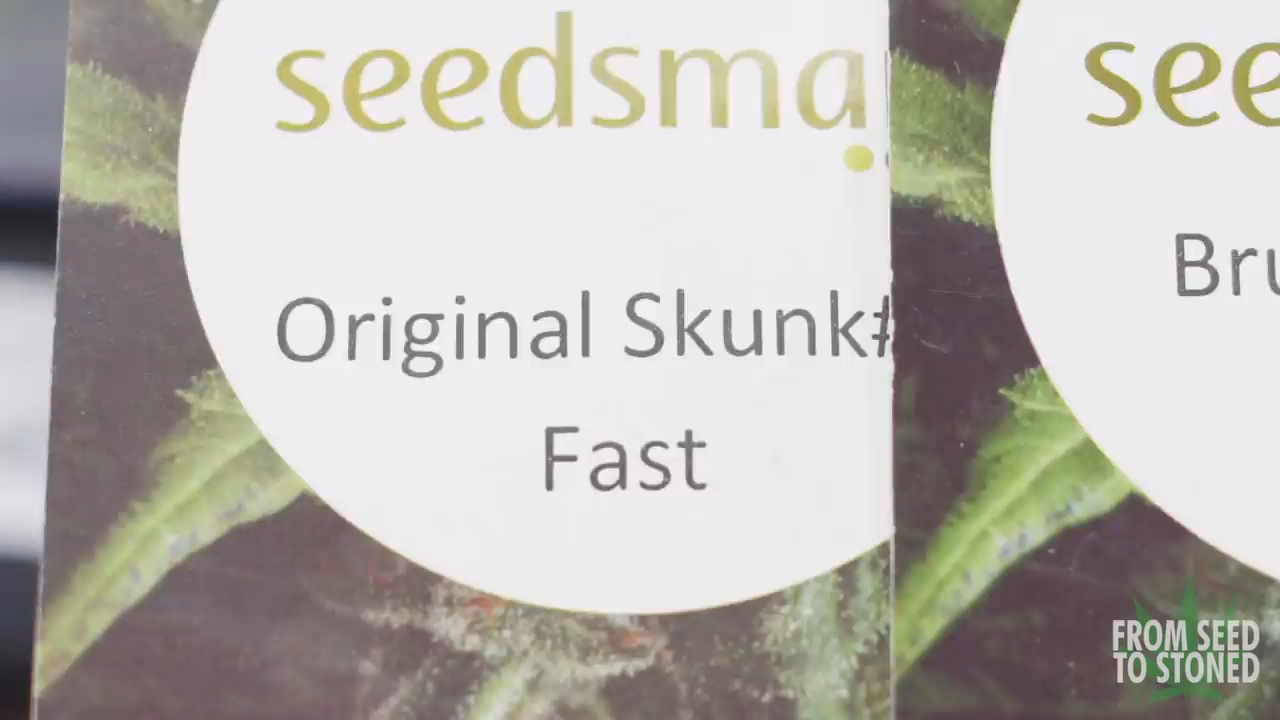 seedsma
Original Skunk#
Fast
see
Bru
FROM SEED
TO STONED